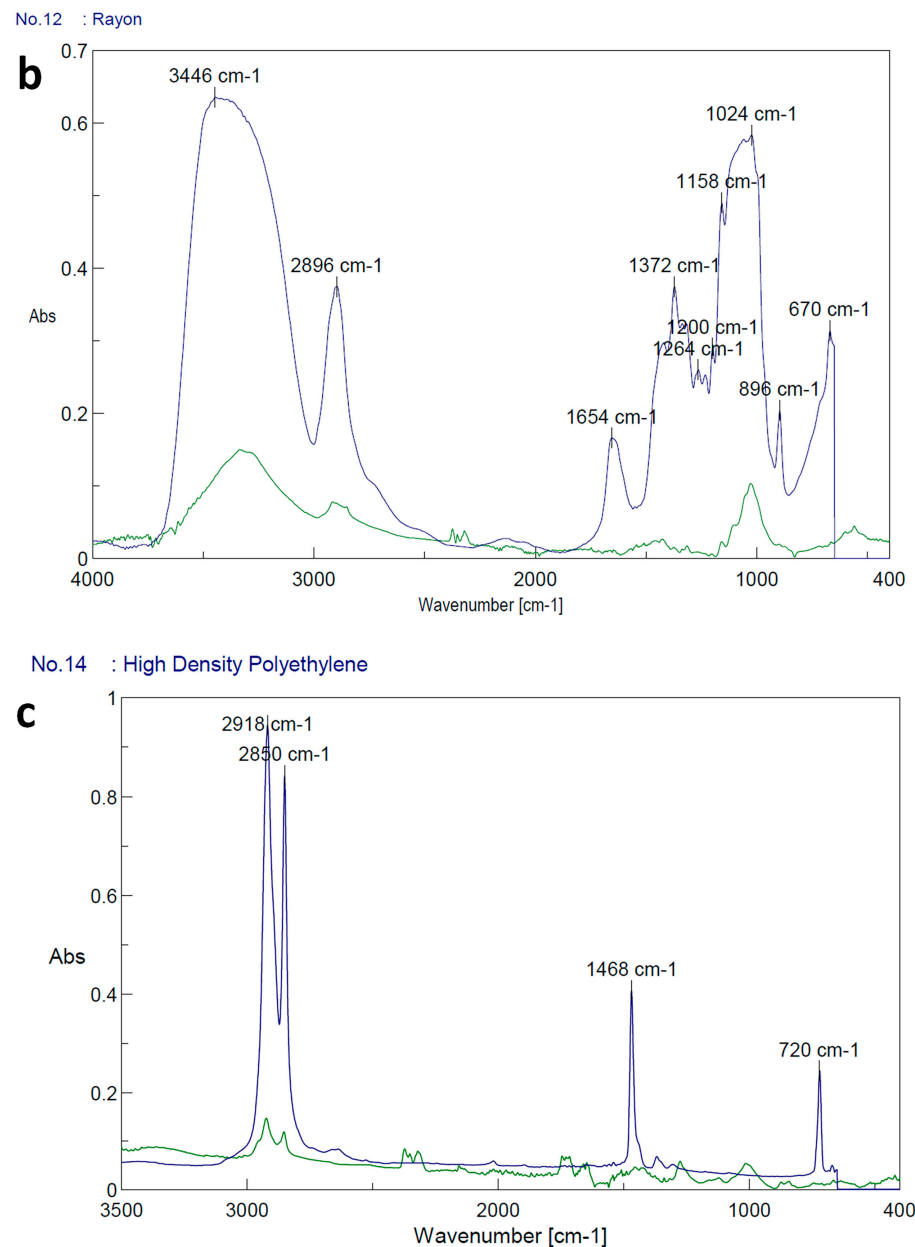 No.12 : Rayon
b
0.7
3446 cm-1
0.6
1024 cm-1
1158 cm-1
2896 cm-1
1372 cm-1
0.4
Abs
1200 cm-1
670 cm-1
1264 cm-1
896 cm-1
1654 cm-1
0.2
0
4000 3000 2000 1000 400
Wavenumber [cm-1]
No.14 : High Density Polyethylene
c
1
2918 cm-1
2850 cm-1
0.8
0.6
Abs
1468 cm-1
0.4
720 cm-1
0.2
0
3500 3000 2000 1000 400
Wavenumber [cm-1]